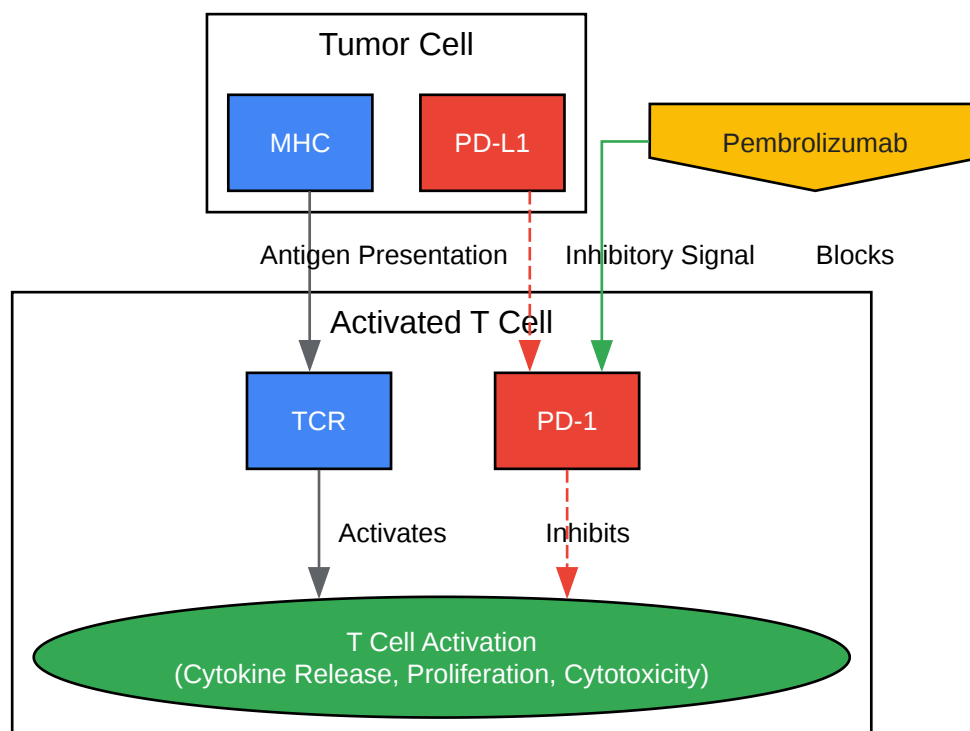 Tumor Cell
MHC
PD-L1
Pembrolizumab
Antigen Presentation
Inhibitory Signal
Blocks
Activated T Cell
TCR
PD-1
Activates
Inhibits
T Cell Activation
(Cytokine Release, Proliferation, Cytotoxicity)